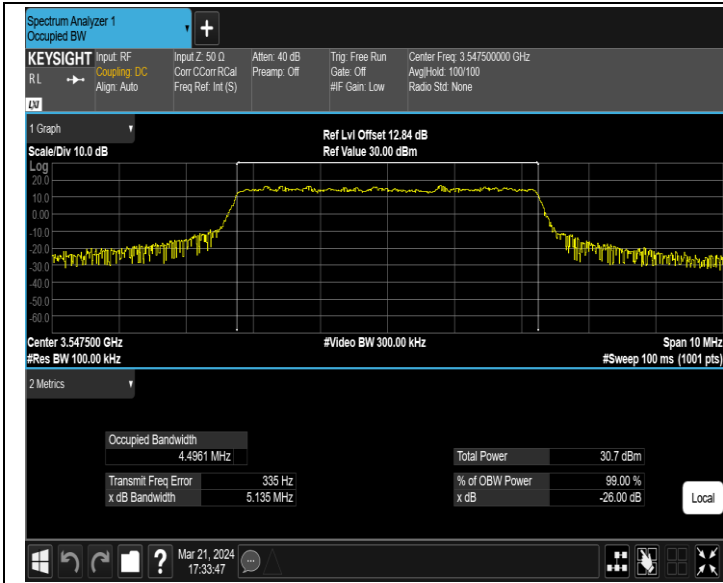 Spectrum Analyzer 1
Occupied BW
KEYSIGHT
R L
LXI
Input: RF
Coupling: DC
Align: Auto
Input Z: 50 Ω
Corr CCorr RCal
Freq Ref: Int (S)
Atten: 40 dB
Preamp: Off
Trig: Free Run
Gate: Off
#IF Gain: Low
Center Freq: 3.547500000 GHz
Avg|Hold: 100/100
Radio Std: None
1 Graph
Scale/Div 10.0 dB
Ref Lvl Offset 12.84 dB
Ref Value 30.00 dBm
Log
20.0
10.0
0.00
-10.0
-20.0
-30.0
-40.0
-50.0
-60.0
Center 3.547500 GHz
#Res BW 100.00 kHz
#Video BW 300.00 kHz
Span 10 MHz
#Sweep 100 ms (1001 pts)
2 Metrics
Occupied Bandwidth
4.4961 MHz
Transmit Freq Error 335 Hz
x dB Bandwidth 5.135 MHz
Total Power 30.7 dBm
% of OBW Power 99.00 %
x dB -26.00 dB
Local
?
Mar 21, 2024
17:33:47